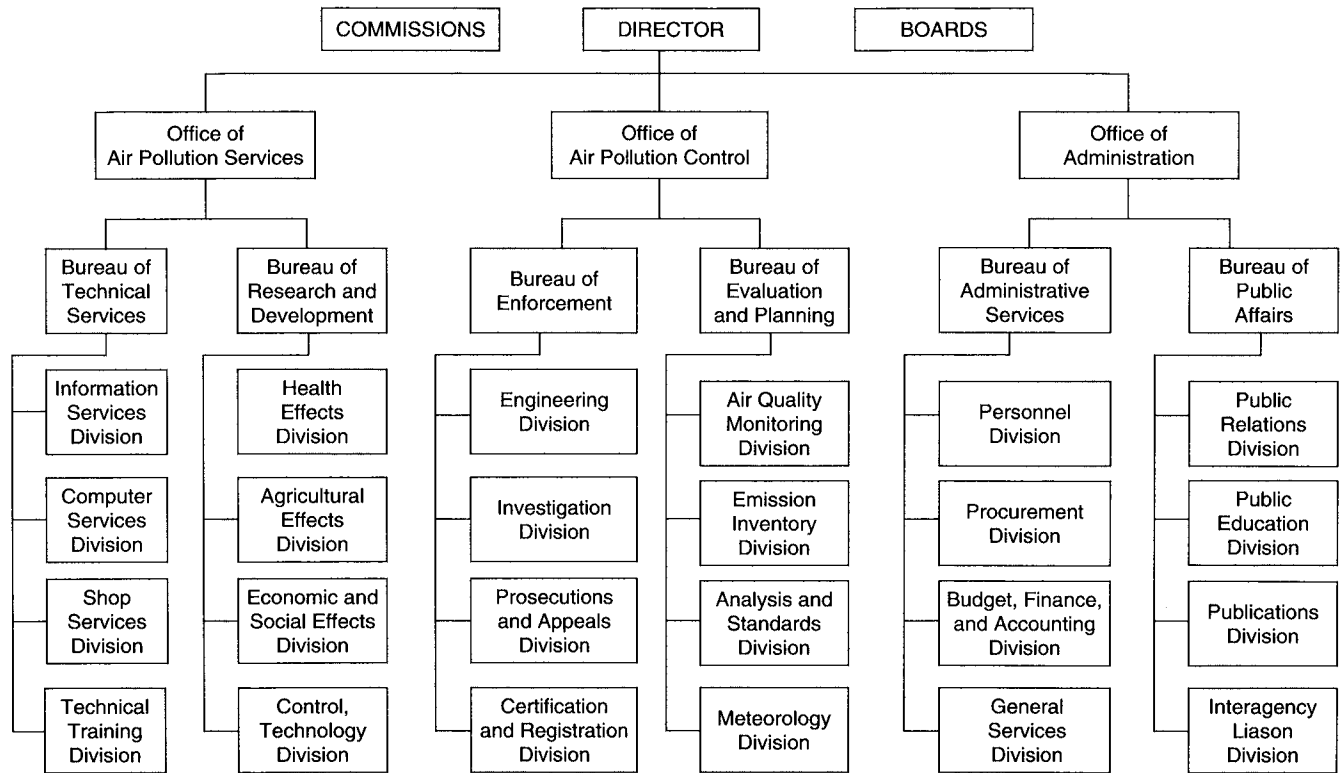 COMMISSIONS
DIRECTOR
BOARDS
Office of
Air Pollution Services
Office of
Air Pollution Control
Office of
Administration
Bureau of
Technical
Services
Bureau of
Research and
Development
Bureau of
Enforcement
Bureau of
Evaluation
and Planning
Bureau of
Administrative
Services
Bureau of
Public
Affairs
Information
Services
Division
Health
Effects
Division
Engineering
Division
Air Quality
Monitoring
Division
Personnel
Division
Public
Relations
Division
Computer
Services
Division
Agricultural
Effects
Division
Investigation
Division
Emission
Inventory
Division
Procurement
Division
Public
Education
Division
Shop
Services
Division
Economic and
Social Effects
Division
Prosecutions
and Appeals
Division
Analysis and
Standards
Division
Budget, Finance,
and Accounting
Division
Publications
Division
Technical
Training
Division
Control,
Technology
Division
Certification
and Registration
Division
Meteorology
Division
General
Services
Division
Interagency
Liason
Division